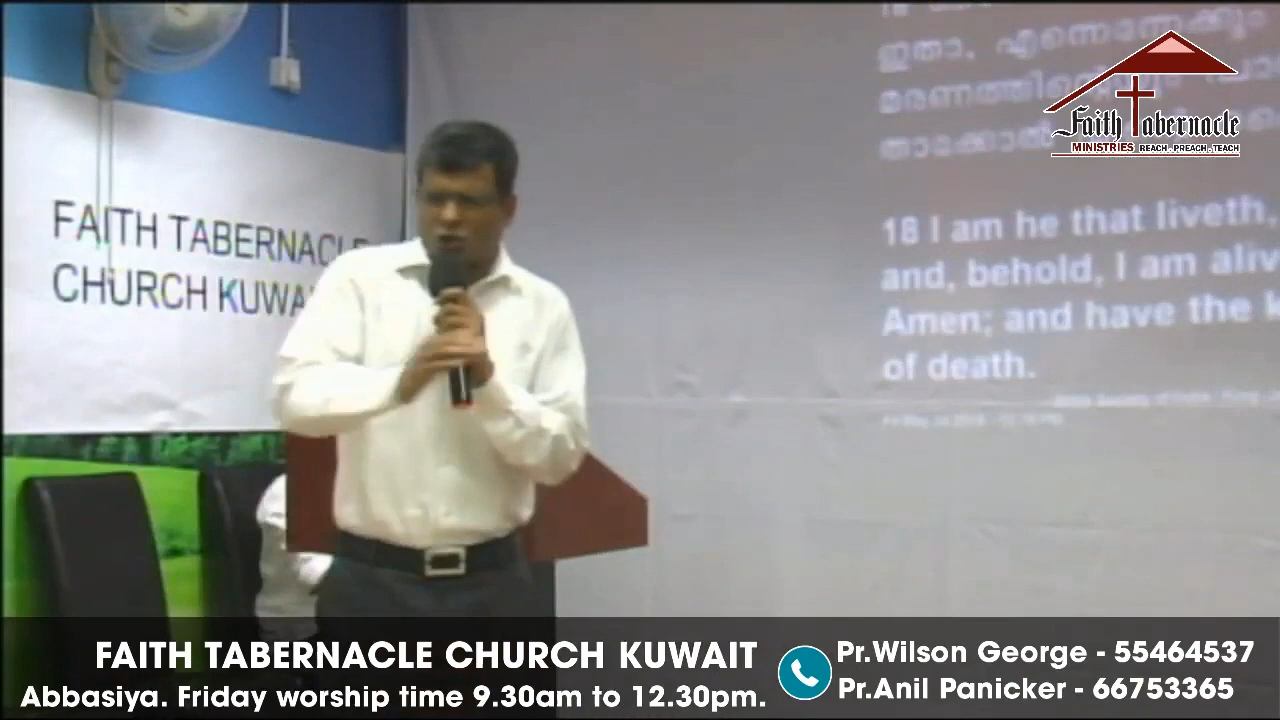 FAITH TABERNACLE
CHURCH KUWAI
ഇതാ, എന്നെന്നേക്കും
മരണത്തിന്റെയും
താക്കോൽ
18 I am he that liveth,
and, behold, I am aliv
Amen; and have the k
of death.
Faith Tabernacle
MINISTRIES REACH . PREACH . TEACH
FAITH TABERNACLE CHURCH KUWAIT
Abbasiya. Friday worship time 9.30am to 12.30pm.
Pr.Wilson George - 55464537
Pr.Anil Panicker - 66753365